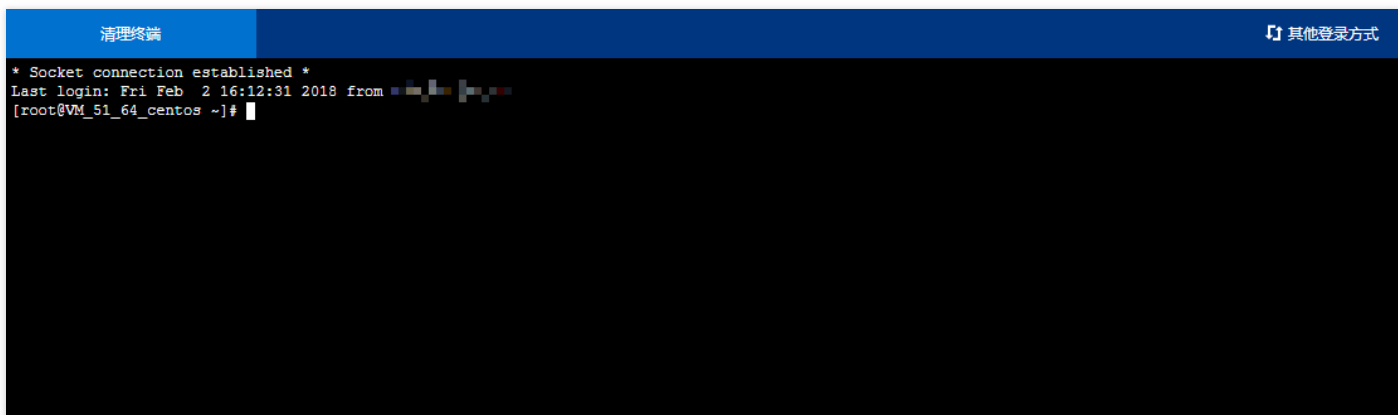 清理终端
其他登录方式
* Socket connection established *
Last login: Fri Feb  2 16:12:31 2018 from
[root@VM_51_64_centos ~]#